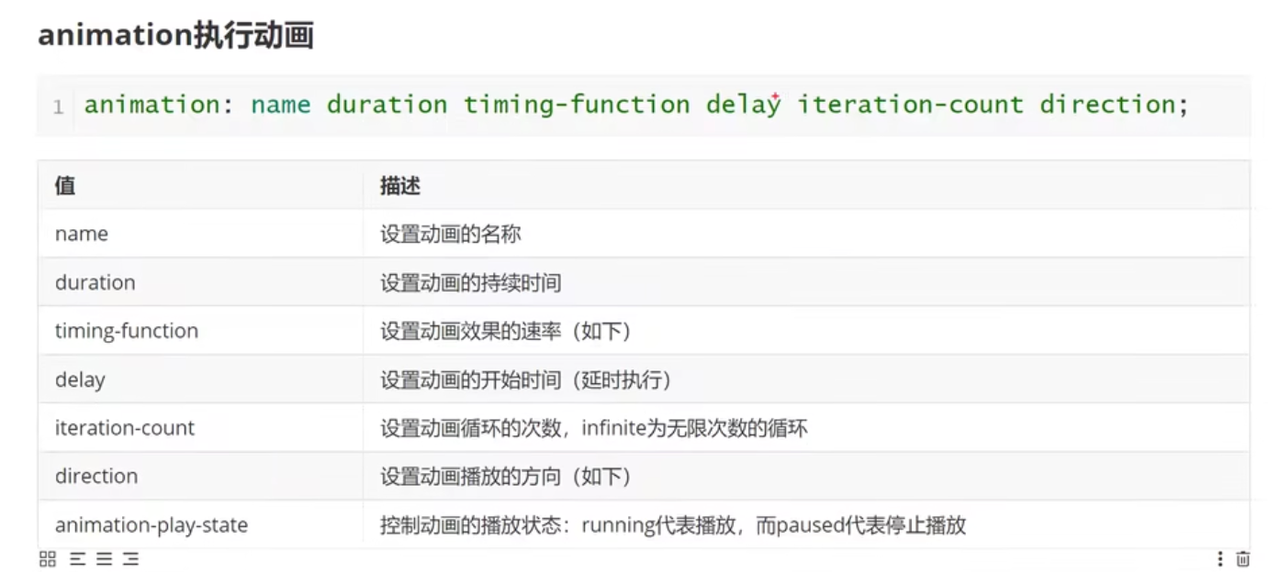 animation执行动画
1 animation: name duration timing-function delay iteration-count direction;
值 描述
name 设置动画的名称
duration 设置动画的持续时间
timing-function 设置动画效果的速率（如下）
delay 设置动画的开始时间（延时执行）
iteration-count 设置动画循环的次数，infinite为无限次数的循环
direction 设置动画播放的方向（如下）
animation-play-state 控制动画的播放状态：running代表播放，而paused代表停止播放